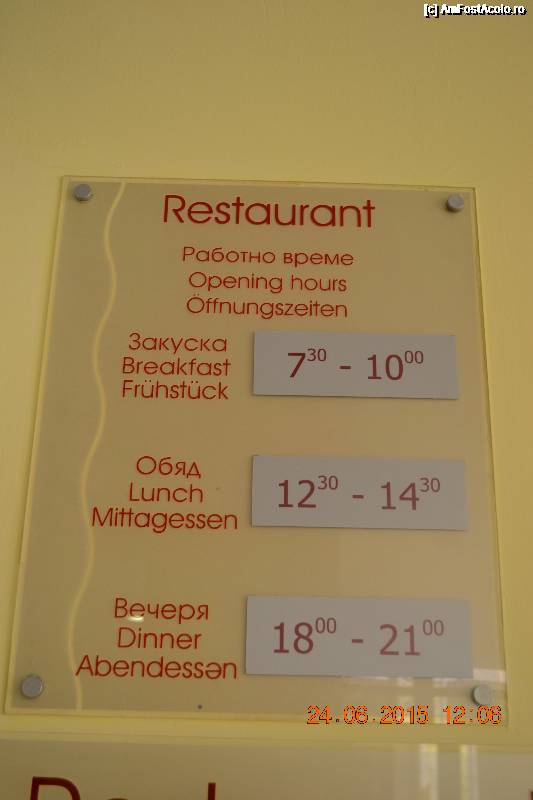 [c] AmFostAcolo.ro
Restaurant
Работно време
Opening hours
Öffnungszeiten
Закуска
Breakfast
Frühstück
7³⁰ - 10⁰⁰
Обяд
Lunch
Mittagessen
12³⁰ - 14³⁰
Вечеря
Dinner
Abendessən
18⁰⁰ - 21⁰⁰
24.06.2015 12:06